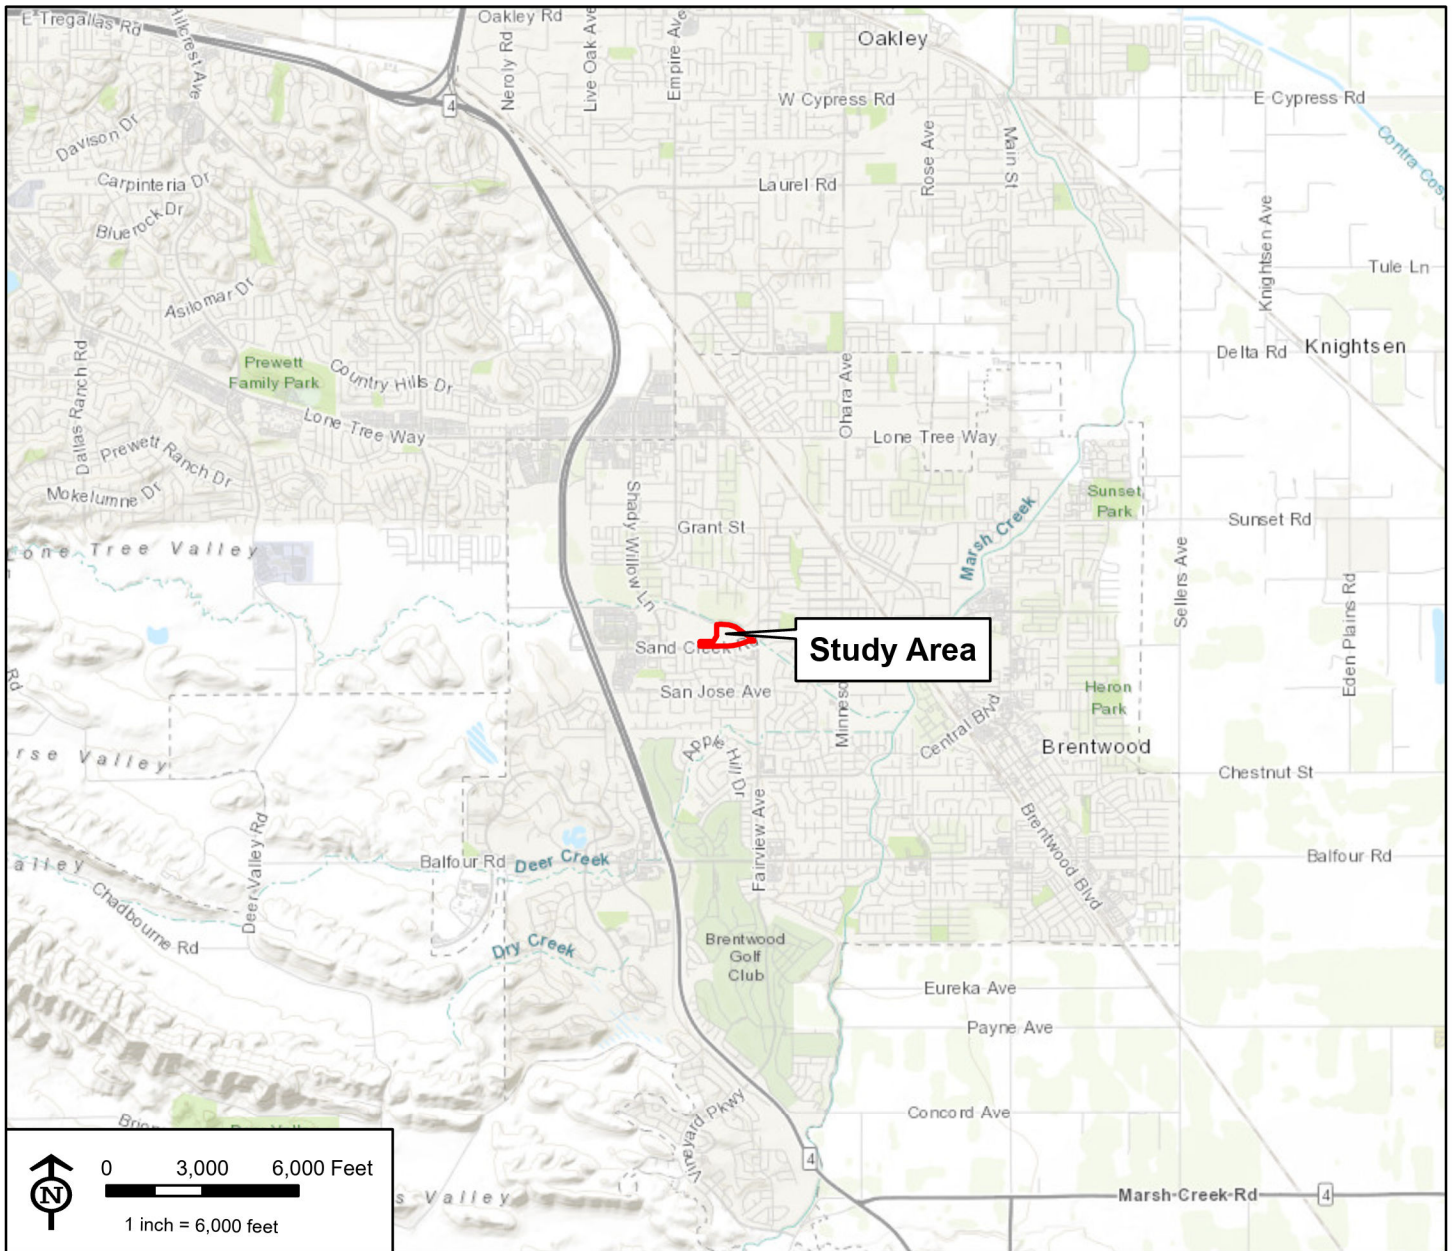 E Tregallas Rd
Hillcrest Ave
Oakley Rd
Neroly Rd
Live Oak Ave
Empire Ave
Oakley
W Cypress Rd
E Cypress Rd
4
Davison Dr
Rose Ave
Main St
Contra Cos
Carpinteria Dr
Laurel Rd
Bluerock Dr
Knightsen Ave
Tule Ln
Asilomar Dr
Dallas Ranch Rd
Prewett
Family Park
Country Hills Dr
Ohara Ave
Delta Rd
Knightsen
Lone Tree Way
Lone Tree Way
Prewett Ranch Dr
Mokelumne Dr
Shady Willow Ln
Grant St
Marsh Creek
Sunset
Park
Sunset Rd
Sellers Ave
one Tree Valley
Eden Plains Rd
Sand Creek Rd
Study Area
Rd
San Jose Ave
Minneso
Heron
Park
Central Blvd
Brentwood
rse Valley
Apple Hill Dr
Chestnut St
Fairview Ave
Brentwood Blvd
Deer Valley Rd
Balfour Rd
Deer Creek
Balfour Rd
alley
Chadbourne Rd
Dry Creek
Brentwood
Golf
Club
Eureka Ave
Payne Ave
Concord Ave
Vineyard Pkwy
4
N
0 3,000 6,000 Feet
1 inch = 6,000 feet
s Valley
Marsh Creek Rd
4